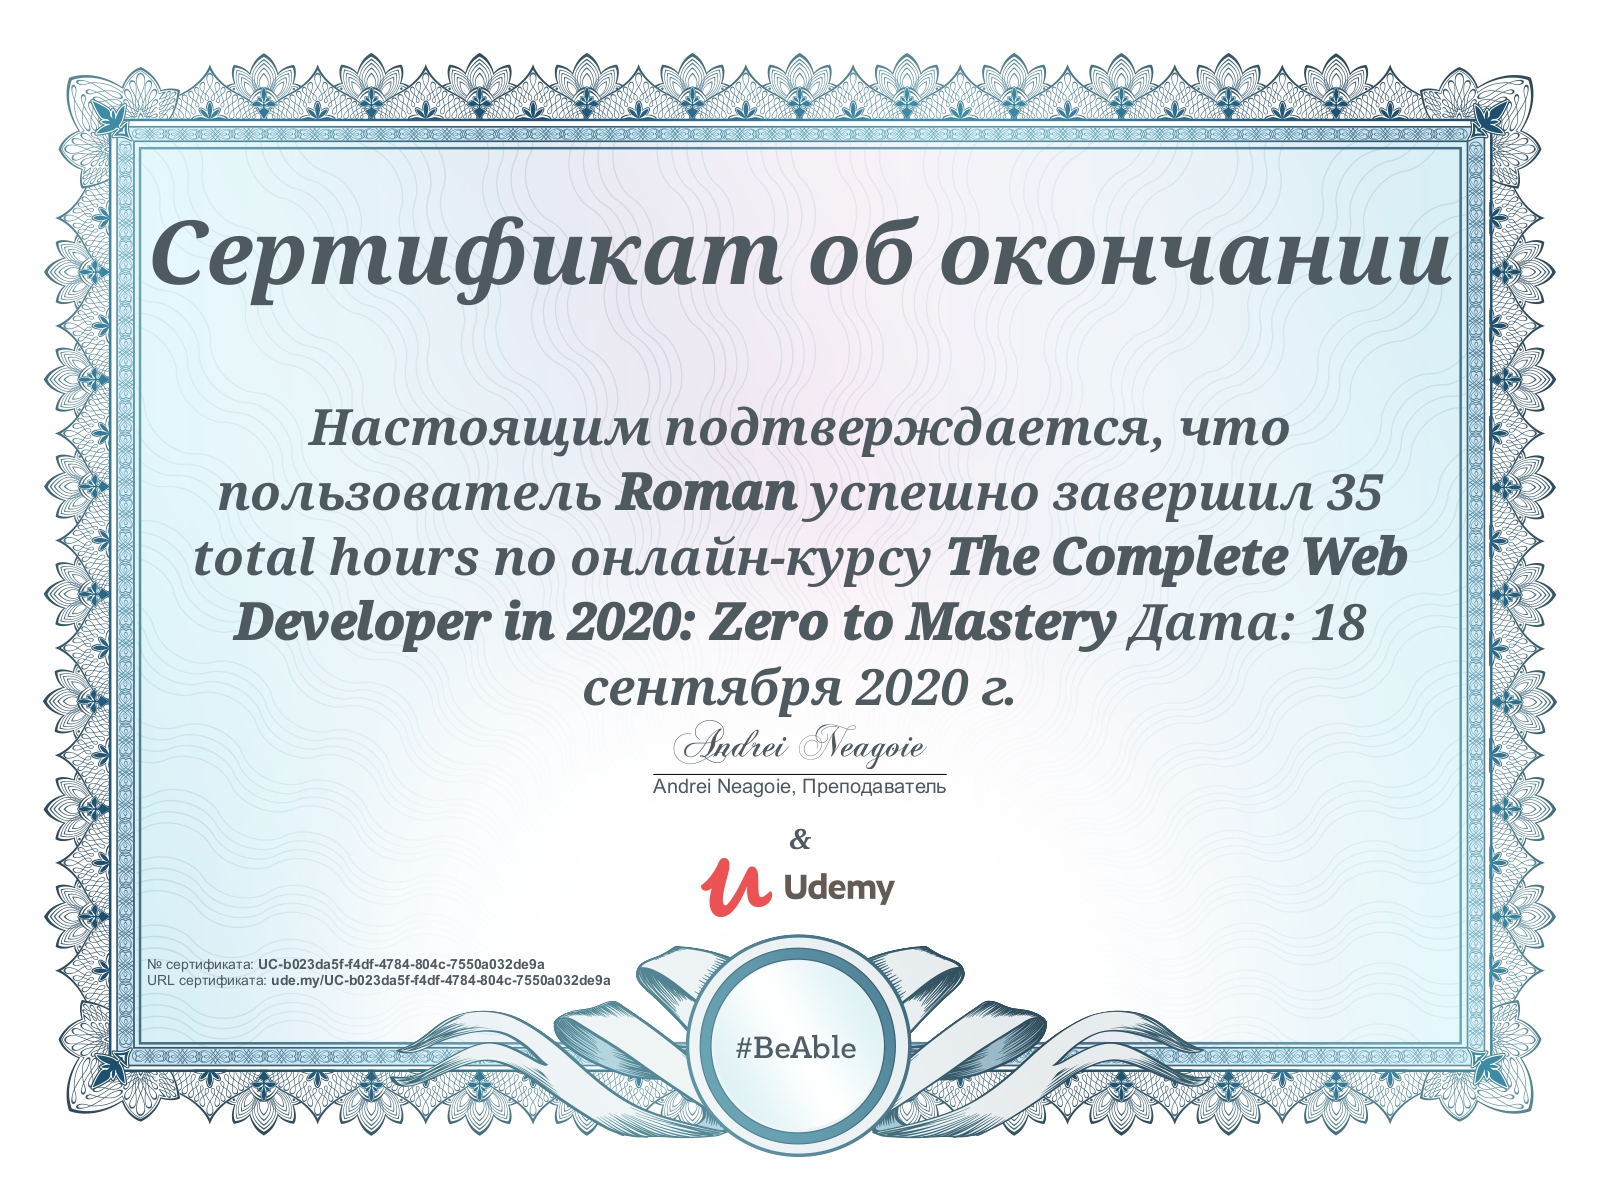 Сертификат об окончании
Настоящим подтверждается, что
пользователь Roman успешно завершил 35
total hours по онлайн-курсу The Complete Web
Developer in 2020: Zero to Mastery Дата: 18
сентября 2020 г.
Andrei Neagoie
Andrei Neagoie, Преподаватель
&
Udemy
№ сертификата: UC-b023da5f-f4df-4784-804c-7550a032de9a
URL сертификата: ude.my/UC-b023da5f-f4df-4784-804c-7550a032de9a
#BeAble